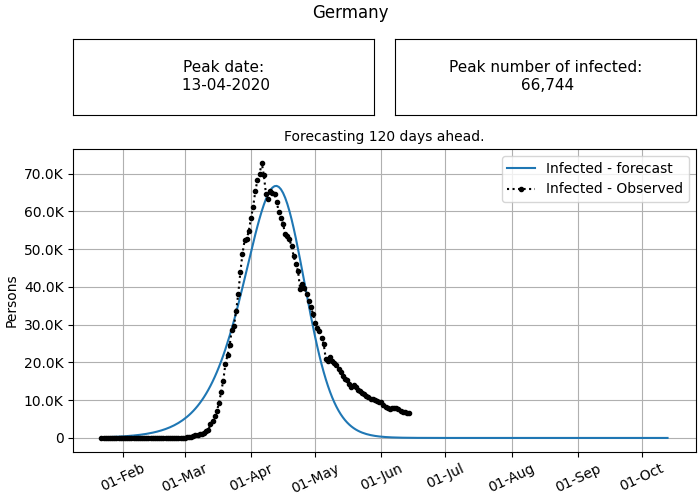 Germany
Peak date:
13-04-2020
Peak number of infected:
66,744
Forecasting 120 days ahead.
Infected - forecast
Infected - Observed
Persons
70.0K
60.0K
50.0K
40.0K
30.0K
20.0K
10.0K
0
01-Feb
01-Mar
01-Apr
01-May
01-Jun
01-Jul
01-Aug
01-Sep
01-Oct